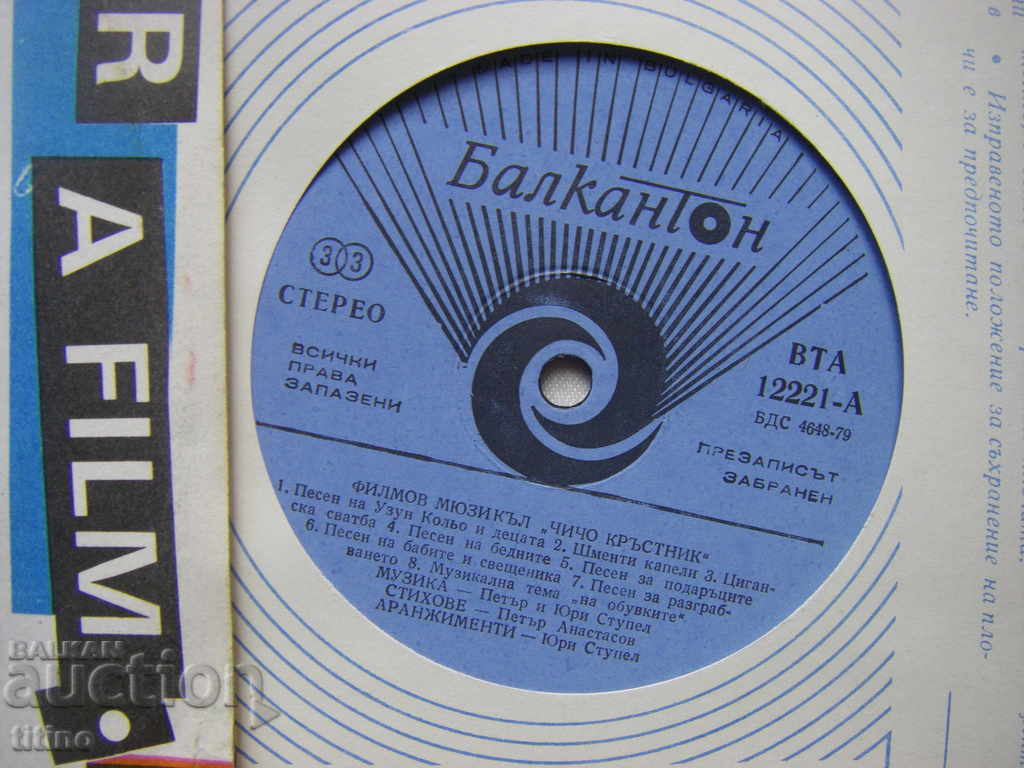 R
A FILM.
MADE IN BULGARIA
Балкантон
33
СТЕРЕО
ВСИЧКИ
ПРАВА
ЗАПАЗЕНИ
ВТА
12221-А
БДС 4648-79
ПРЕЗАПИСЪТ
ЗАБРАНЕН
ФИЛМОВ МЮЗИКЪЛ „ЧИЧО КРЪСТНИК“
1. Песен на Узун Кольо и децата 2. Шменти капели 3. Циган-
ска сватба 4. Песен на бедните 5. Песен за подаръците
6. Песен на бабите и свещеника 7. Песен за разграб-
ването 8. Музикална тема „на обувките“
МУЗИКА — Петър и Юри Ступел
СТИХОВЕ — Петър Анастасов
АРАНЖИМЕНТИ — Юри Ступел
в • Изправеното положение за съхранение на пло-
чи е за предпочитане.
BALKAN
auction
titino